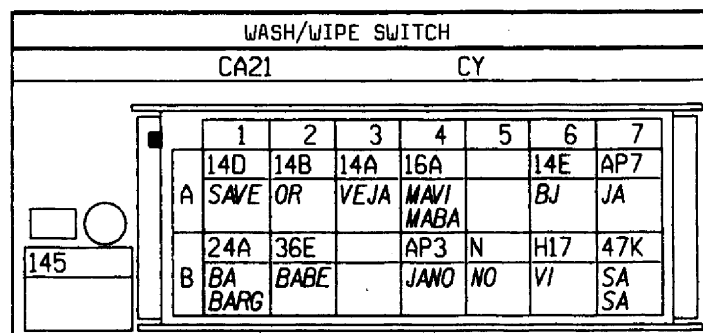 WASH/WIPE SWITCH
CA21 CY
1 2 3 4 5 6 7
14D 14B 14A 16A 14E AP7
A SAVE OR VEJA MAVI BJ JA
MABA
24A 36E AP3 N H17 47K
145
B BA BABE JANO NO VI SA
BARG SA